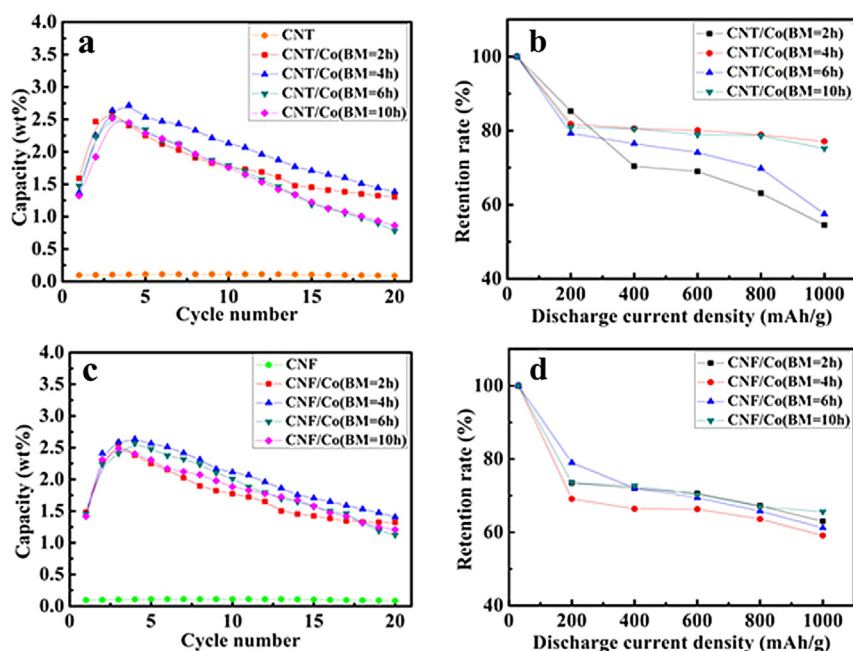 a
CNT
CNT/Co(BM=2h)
CNT/Co(BM=4h)
CNT/Co(BM=6h)
CNT/Co(BM=10h)
4.0
3.5
3.0
2.5
2.0
1.5
1.0
0.5
0.0
Capacity (wt%)
0 5 10 15 20
Cycle number
b
CNT/Co(BM=2h)
CNT/Co(BM=4h)
CNT/Co(BM=6h)
CNT/Co(BM=10h)
100
80
60
40
Retention rate (%)
0 200 400 600 800 1000
Discharge current density (mAh/g)
c
CNF
CNF/Co(BM=2h)
CNF/Co(BM=4h)
CNF/Co(BM=6h)
CNF/Co(BM=10h)
4.0
3.5
3.0
2.5
2.0
1.5
1.0
0.5
0.0
Capacity (wt%)
0 5 10 15 20
Cycle number
d
CNF/Co(BM=2h)
CNF/Co(BM=4h)
CNF/Co(BM=6h)
CNF/Co(BM=10h)
100
80
60
40
Retention rate (%)
0 200 400 600 800 1000
Discharge current density (mAh/g)